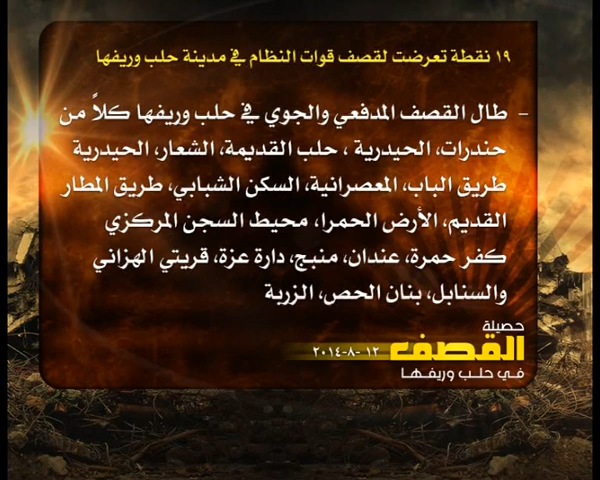 ١٩ نقطة تعرضت لقصف قوات النظام في مدينة حلب وريفها
- طال القصف المدفعي والجوي في حلب وريفها كلاً من
حندرات، الحيدرية ، حلب القديمة، الشعار، الحيدرية
طريق الباب، المعصرانية، السكن الشبابي، طريق المطار
القديم، الأرض الحمرا، محيط السجن المركزي
كفر حمرة، عندان، منبج، دارة عزة، قريتي الهزاني
والسنابل، بنان الحص، الزربة
حصيلة
القصف ١٢ -٨-٢٠١٤
في حلب وريفها